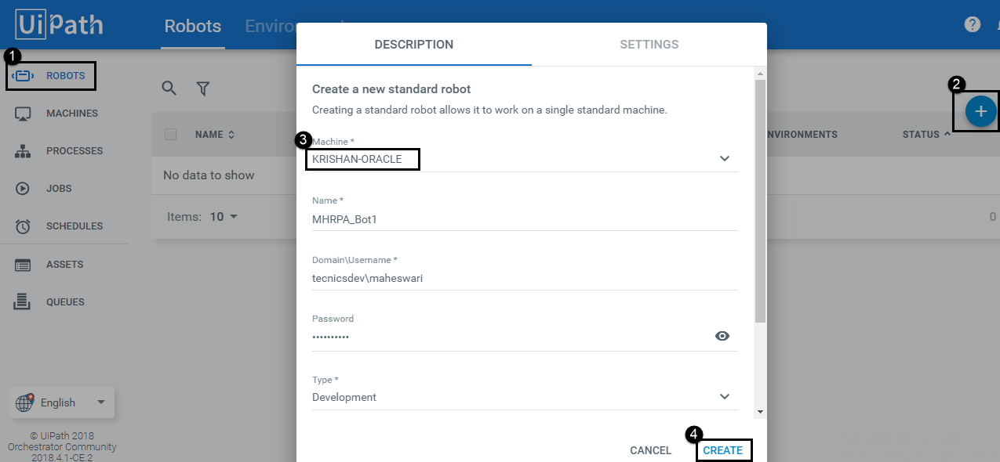 UiPath
Robots
Enviro
?
1
ROBOTS
MACHINES
PROCESSES
JOBS
SCHEDULES
ASSETS
QUEUES
English
© UiPath 2018
Orchestrator Community
2018.4.1-CE.2
2
NAME
NVIRONMENTS
STATUS
No data to show
Items: 10
0
DESCRIPTION
SETTINGS
Create a new standard robot
Creating a standard robot allows it to work on a single standard machine.
3
Machine *
KRISHAN-ORACLE
Name *
MHRPA_Bot1
Domain\Username *
tecnicsdev\maheswari
Password
••••••••••
Type *
Development
4
CANCEL
CREATE